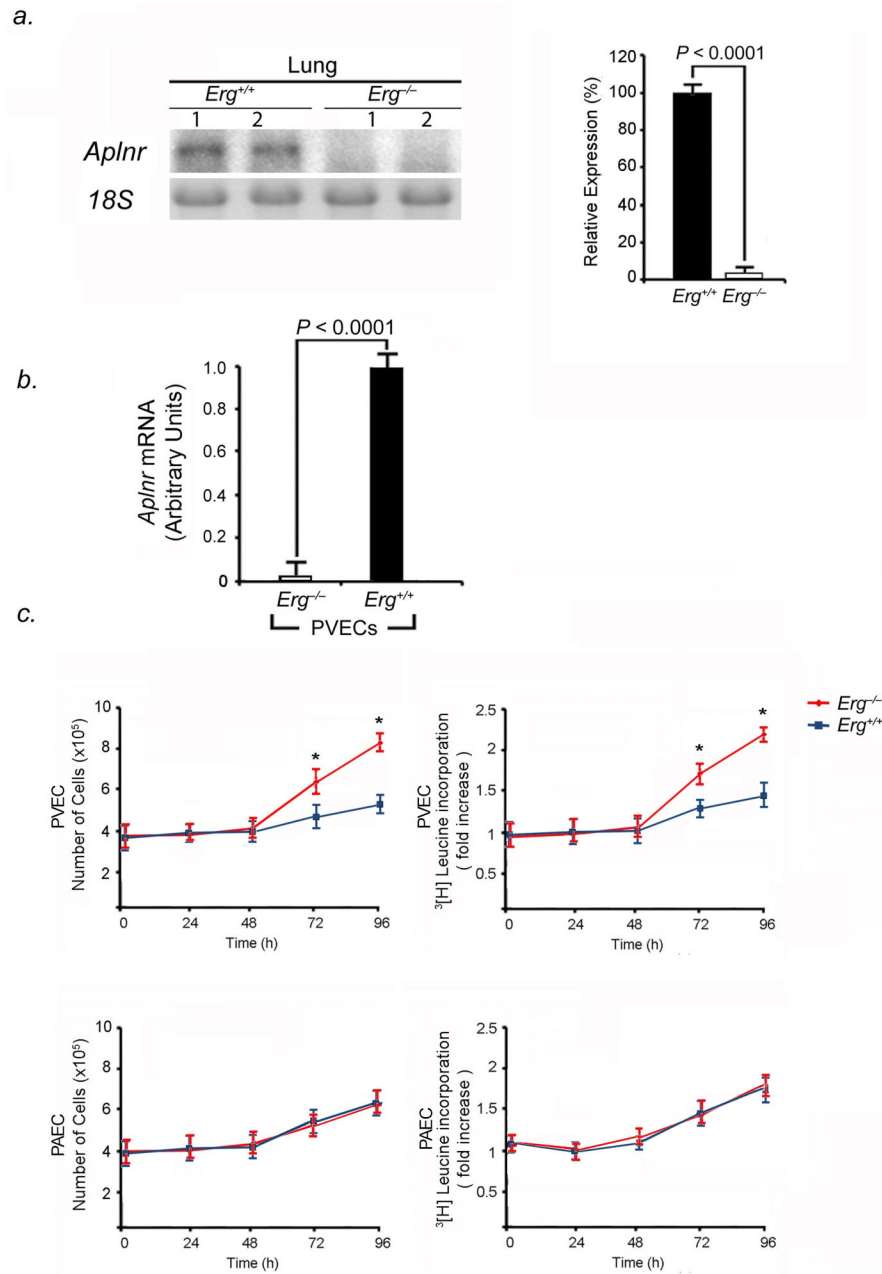 a.
Lung
Erg+/+ Erg−/−
1 2 1 2
Aplnr
18S
P < 0.0001
Relative Expression (%)
120
100
80
60
40
20
0
Erg+/+ Erg−/−
b.
P < 0.0001
Aplnr mRNA
(Arbitrary Units)
1.0
0.8
0.6
0.4
0.2
0
Erg−/− Erg+/+
PVECs
c.
PVEC
Number of Cells (x10⁵)
10
8
6
4
2
* *
0 24 48 72 96
Time (h)
PVEC
³[H] Leucine incorporation
( fold increase )
2.5
2
1.5
1
0.5
* *
0 24 48 72 96
Time (h)
Erg−/−
Erg+/+
PAEC
Number of Cells (x10⁵)
10
8
6
4
2
0 24 48 72 96
Time (h)
PAEC
³[H] Leucine incorporation
( fold increase )
2.5
2
1.5
1
0.5
0 24 48 72 96
Time (h)